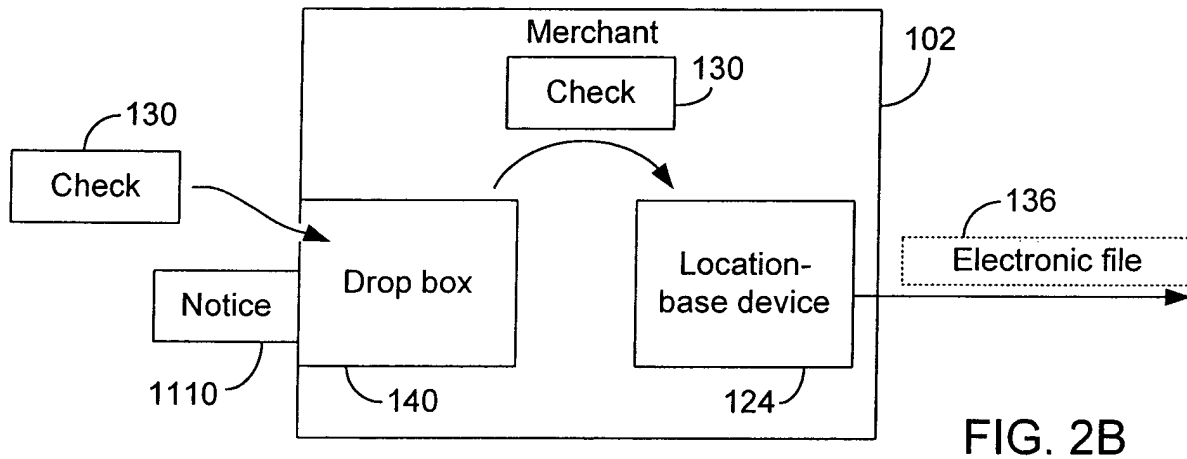 Merchant
102
130
Check
130
Check
136
Electronic file
Drop box
Location-
base device
Notice
1110
140
124
FIG. 2B